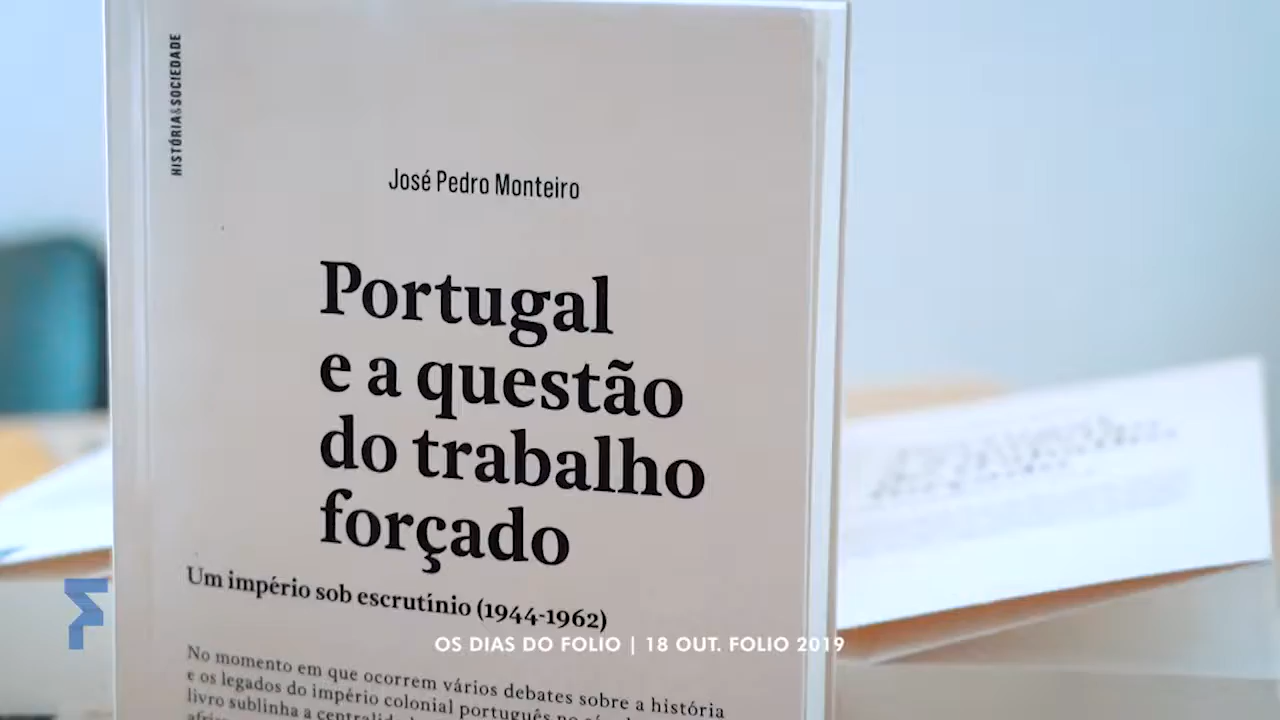 HISTÓRIA & SOCIEDADE
José Pedro Monteiro
Portugal
e a questão
do trabalho
forçado
Um império sob escrutínio (1944-1962)
OS DIAS DO FOLIO | 18 OUT. FOLIO 2019
No momento em que ocorrem vários debates sobre a história
e os legados do império colonial português no
livro sublinha a